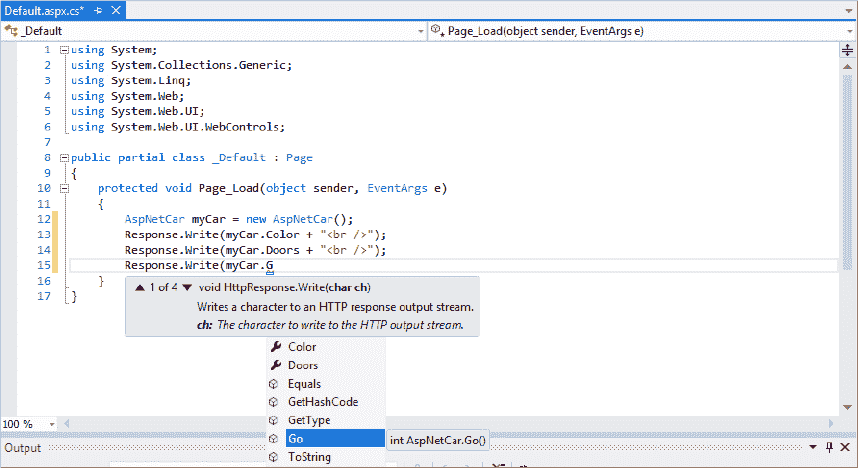 Default.aspx.cs*
_Default
Page_Load(object sender, EventArgs e)
1 using System;
2 using System.Collections.Generic;
3 using System.Linq;
4 using System.Web;
5 using System.Web.UI;
6 using System.Web.UI.WebControls;
7
8 public partial class _Default : Page
9 {
10 protected void Page_Load(object sender, EventArgs e)
11 {
12 AspNetCar myCar = new AspNetCar();
13 Response.Write(myCar.Color + "<br />");
14 Response.Write(myCar.Doors + "<br />");
15 Response.Write(myCar.G
16 }
17 }
1 of 4 void HttpResponse.Write(char ch)
Writes a character to an HTTP response output stream.
ch: The character to write to the HTTP output stream.
Color
Doors
Equals
GetHashCode
GetType
Go
int AspNetCar.Go()
ToString
100 %
Output